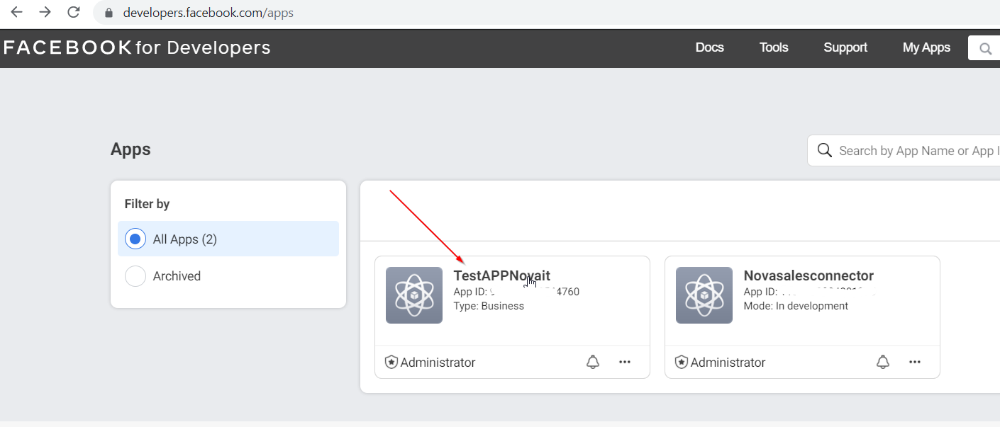 developers.facebook.com/apps
FACEBOOK for Developers
Docs
Tools
Support
My Apps
Apps
Search by App Name or App I
Filter by
All Apps (2)
Archived
TestAPPNovait
App ID: 4760
Type: Business
Administrator
Novasalesconnector
App ID:
Mode: In development
Administrator